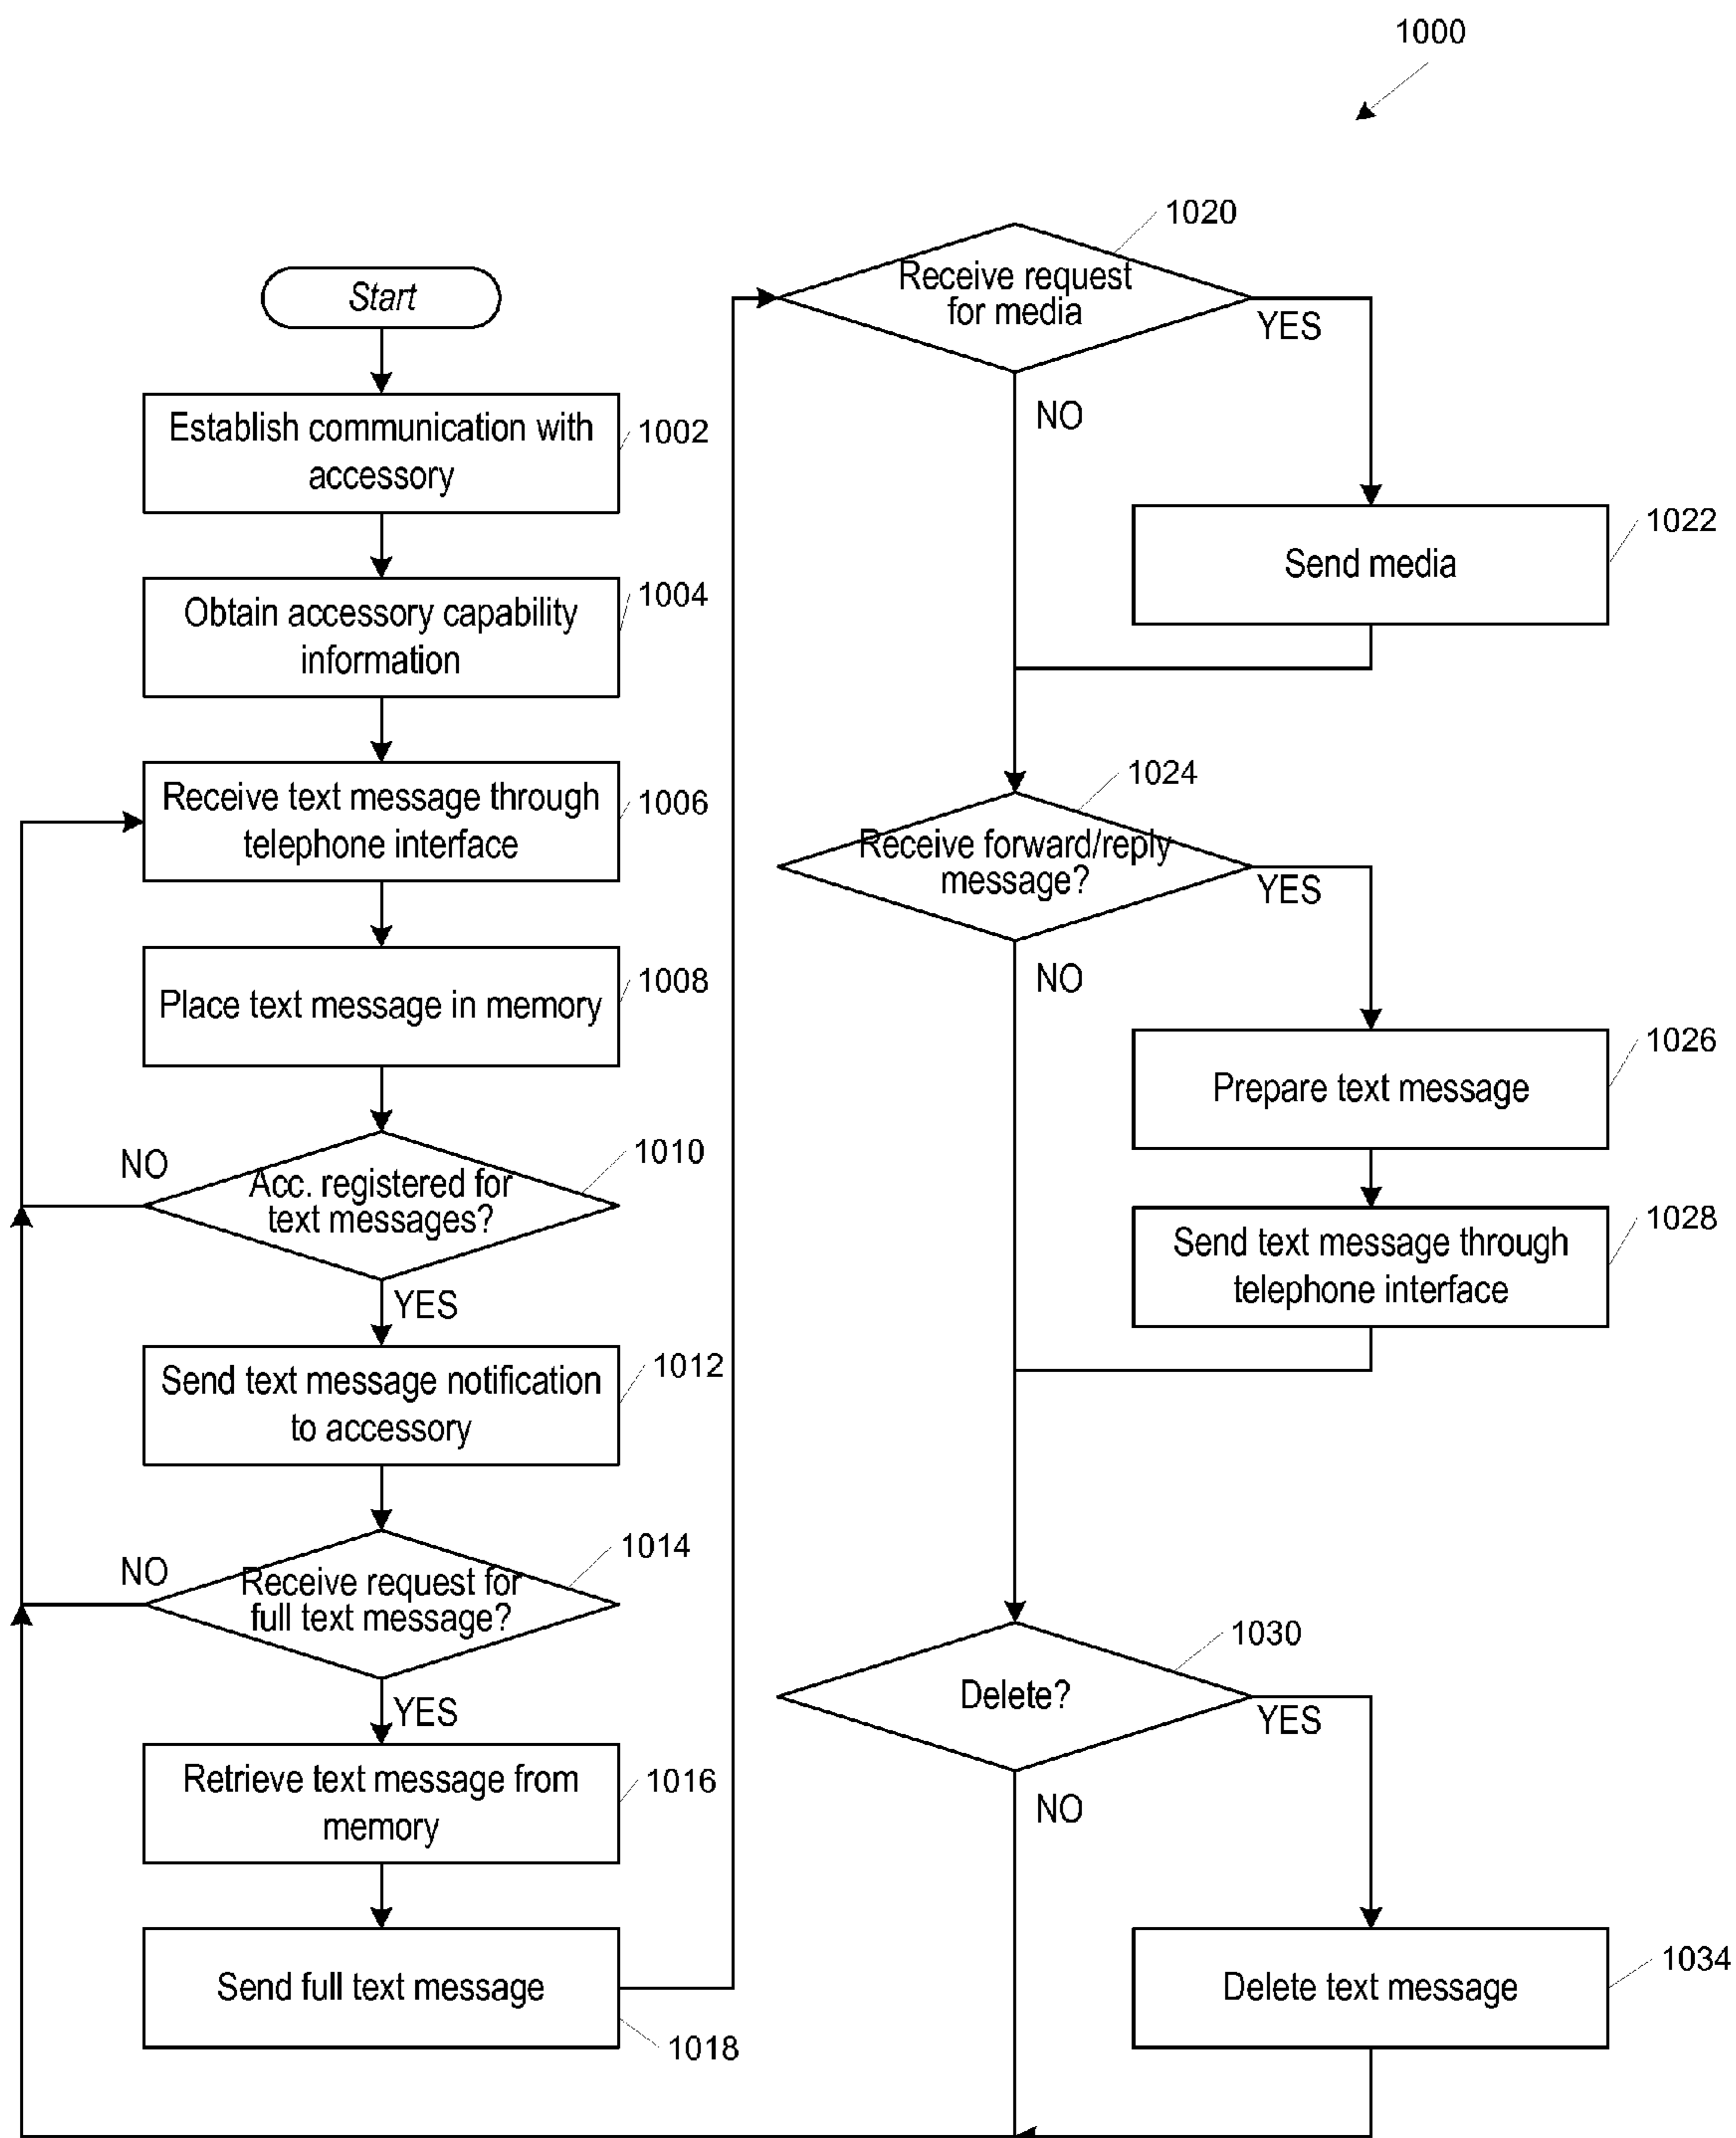 1000
Start
Establish communication with
accessory
1002
Obtain accessory capability
information
1004
Receive text message through
telephone interface
1006
Place text message in memory
1008
Acc. registered for
text messages?
1010
NO
YES
Send text message notification
to accessory
1012
Receive request for
full text message?
1014
NO
YES
Retrieve text message from
memory
1016
Send full text message
1018
Receive request
for media
1020
YES
NO
Send media
1022
Receive forward/reply
message?
1024
YES
NO
Prepare text message
1026
Send text message through
telephone interface
1028
Delete?
1030
YES
NO
Delete text message
1034